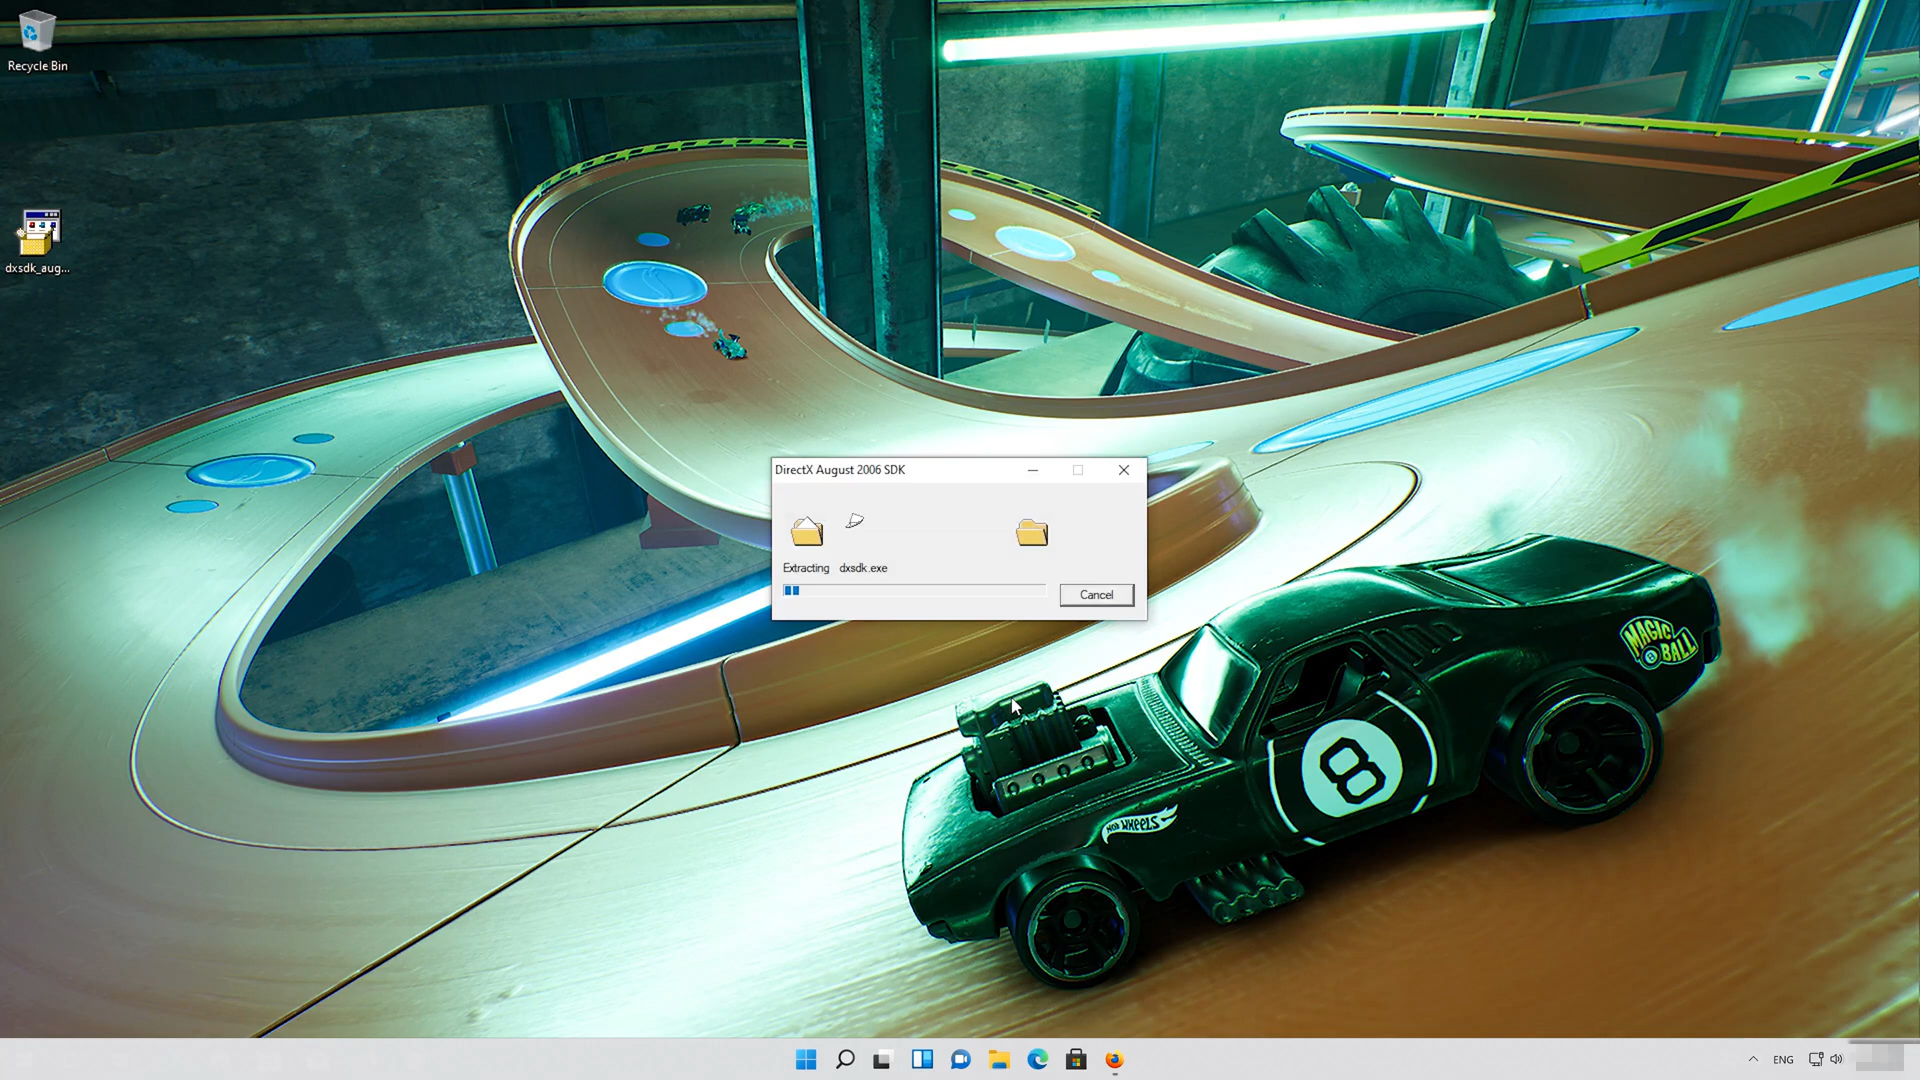 Recycle Bin
dxsdk_aug...
DirectX August 2006 SDK
Extracting dxsdk.exe
Cancel
MAGIC
8 BALL
8
HOT WHEELS
ENG